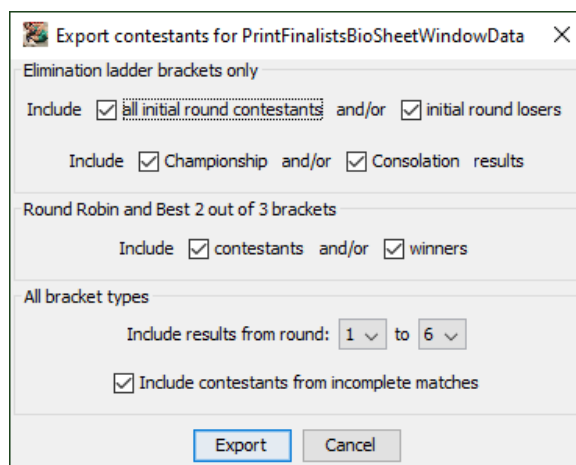 Export contestants for PrintFinalistsBioSheetWindowData
Elimination ladder brackets only
Include all initial round contestants and/or initial round losers
Include Championship and/or Consolation results
Round Robin and Best 2 out of 3 brackets
Include contestants and/or winners
All bracket types
Include results from round: 1 to 6
Include contestants from incomplete matches
Export Cancel